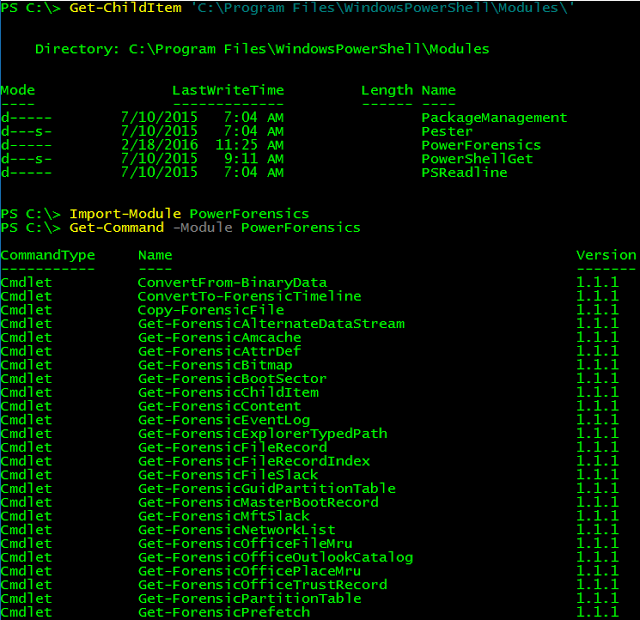 PS C:\> Get-ChildItem 'C:\Program Files\WindowsPowerShell\Modules\'
Directory: C:\Program Files\WindowsPowerShell\Modules
Mode LastWriteTime Length Name
---- ------------- ------ ----
d----- 7/10/2015 7:04 AM PackageManagement
d---s- 7/10/2015 7:04 AM Pester
d----- 2/18/2016 11:25 AM PowerForensics
d---s- 7/10/2015 9:11 AM PowerShellGet
d----- 7/10/2015 7:04 AM PSReadline
PS C:\> Import-Module PowerForensics
PS C:\> Get-Command -Module PowerForensics
CommandType Name Version
----------- ---- -------
Cmdlet ConvertFrom-BinaryData 1.1.1
Cmdlet ConvertTo-ForensicTimeline 1.1.1
Cmdlet Copy-ForensicFile 1.1.1
Cmdlet Get-ForensicAlternateDataStream 1.1.1
Cmdlet Get-ForensicAmcache 1.1.1
Cmdlet Get-ForensicAttrDef 1.1.1
Cmdlet Get-ForensicBitmap 1.1.1
Cmdlet Get-ForensicBootSector 1.1.1
Cmdlet Get-ForensicChildItem 1.1.1
Cmdlet Get-ForensicContent 1.1.1
Cmdlet Get-ForensicEventLog 1.1.1
Cmdlet Get-ForensicExplorerTypedPath 1.1.1
Cmdlet Get-ForensicFileRecord 1.1.1
Cmdlet Get-ForensicFileRecordIndex 1.1.1
Cmdlet Get-ForensicFileSlack 1.1.1
Cmdlet Get-ForensicGuidPartitionTable 1.1.1
Cmdlet Get-ForensicMasterBootRecord 1.1.1
Cmdlet Get-ForensicMftSlack 1.1.1
Cmdlet Get-ForensicNetworkList 1.1.1
Cmdlet Get-ForensicOfficeFileMru 1.1.1
Cmdlet Get-ForensicOfficeOutlookCatalog 1.1.1
Cmdlet Get-ForensicOfficePlaceMru 1.1.1
Cmdlet Get-ForensicOfficeTrustRecord 1.1.1
Cmdlet Get-ForensicPartitionTable 1.1.1
Cmdlet Get-ForensicPrefetch 1.1.1